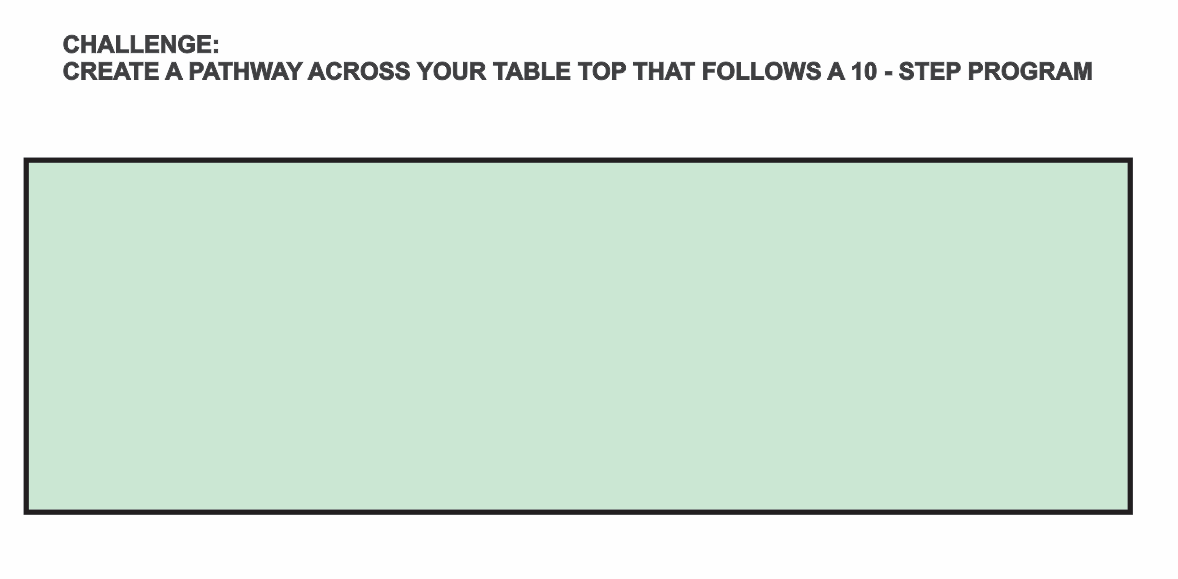 CHALLENGE:
CREATE A PATHWAY ACROSS YOUR TABLE TOP THAT FOLLOWS A 10 - STEP PROGRAM